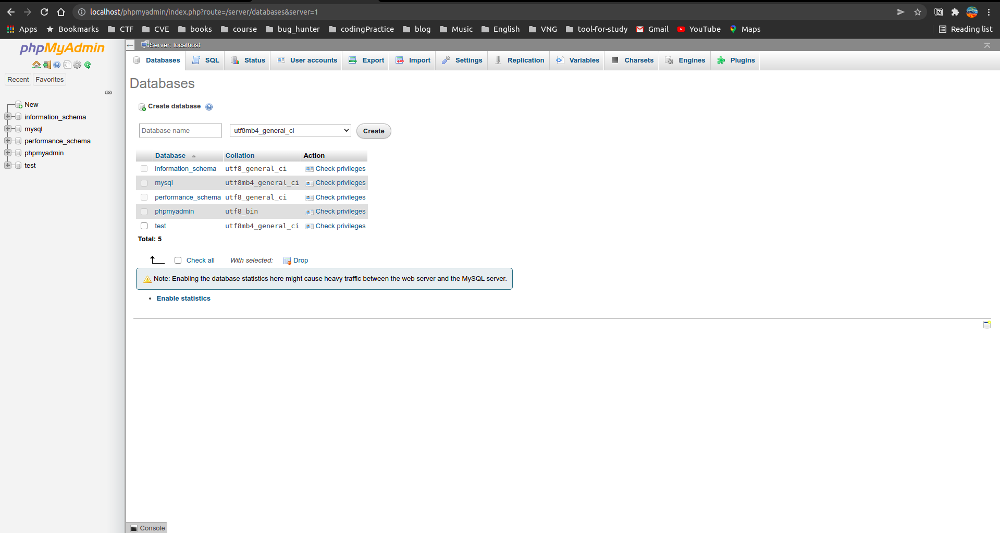 localhost/phpmyadmin/index.php?route=/server/databases&server=1
Apps Bookmarks CTF CVE books course bug_hunter codingPractice blog Music English VNG tool-for-study Gmail YouTube Maps Reading list
phpMyAdmin
Recent Favorites
New
information_schema
mysql
performance_schema
phpmyadmin
test
Server: localhost
Databases SQL Status User accounts Export Import Settings Replication Variables Charsets Engines Plugins
Databases
Create database
Database name utf8mb4_general_ci Create
Database Collation Action
information_schema utf8_general_ci Check privileges
mysql utf8mb4_general_ci Check privileges
performance_schema utf8_general_ci Check privileges
phpmyadmin utf8_bin Check privileges
test utf8mb4_general_ci Check privileges
Total: 5
Check all With selected: Drop
Note: Enabling the database statistics here might cause heavy traffic between the web server and the MySQL server.
Enable statistics
Console